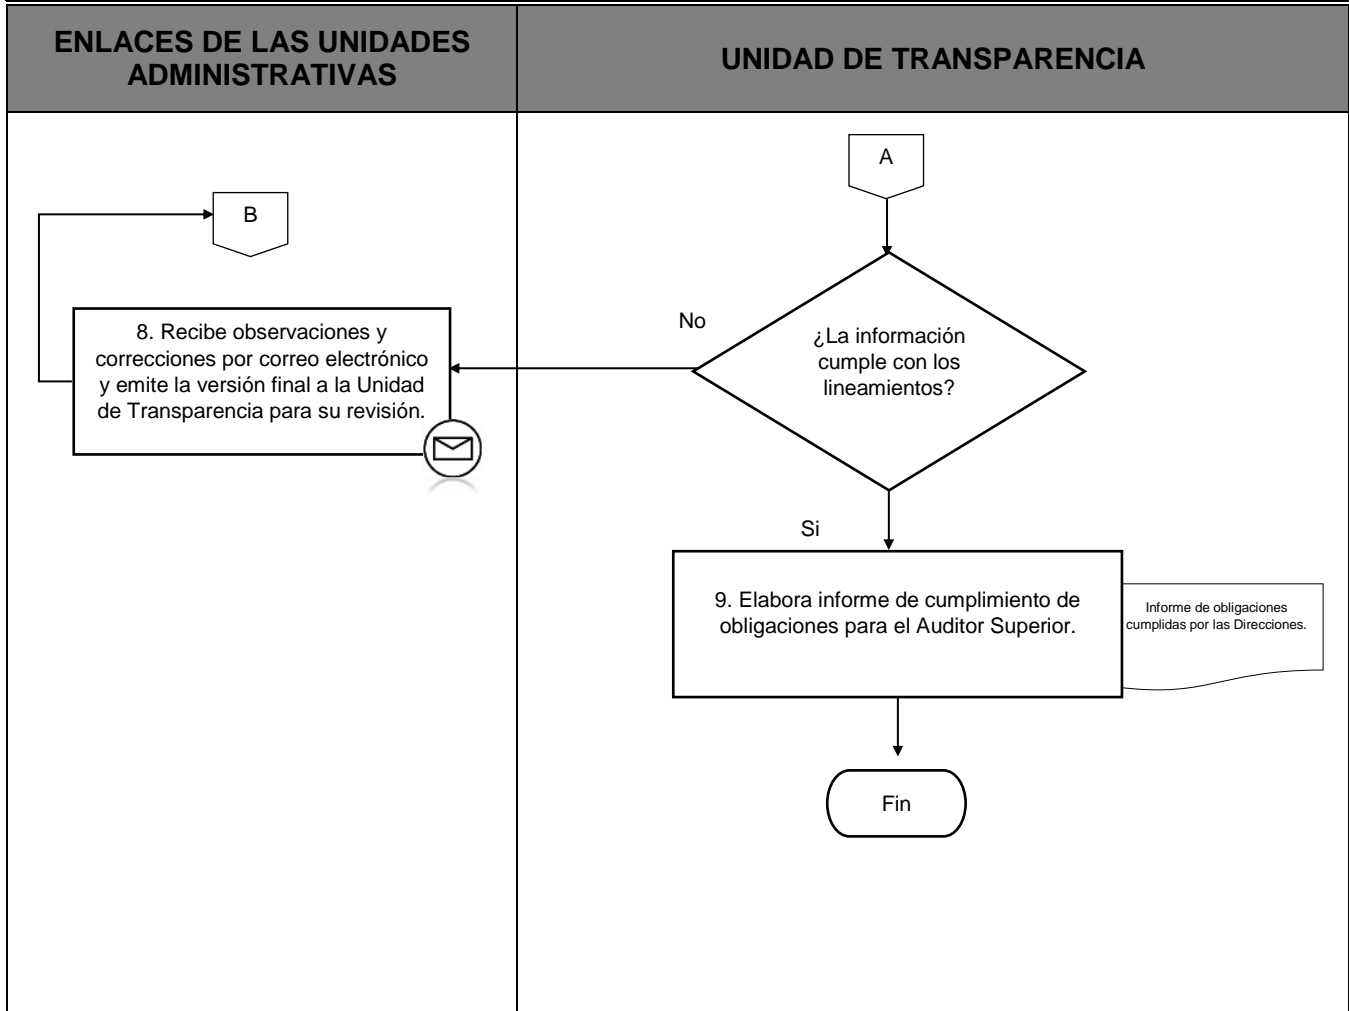 ENLACES DE LAS UNIDADES
ADMINISTRATIVAS
UNIDAD DE TRANSPARENCIA
A
B
No
¿La información
cumple con los
lineamientos?
8. Recibe observaciones y
correcciones por correo electrónico
y emite la versión final a la Unidad
de Transparencia para su revisión.
Si
9. Elabora informe de cumplimiento de
obligaciones para el Auditor Superior.
Informe de obligaciones
cumplidas por las Direcciones.
Fin